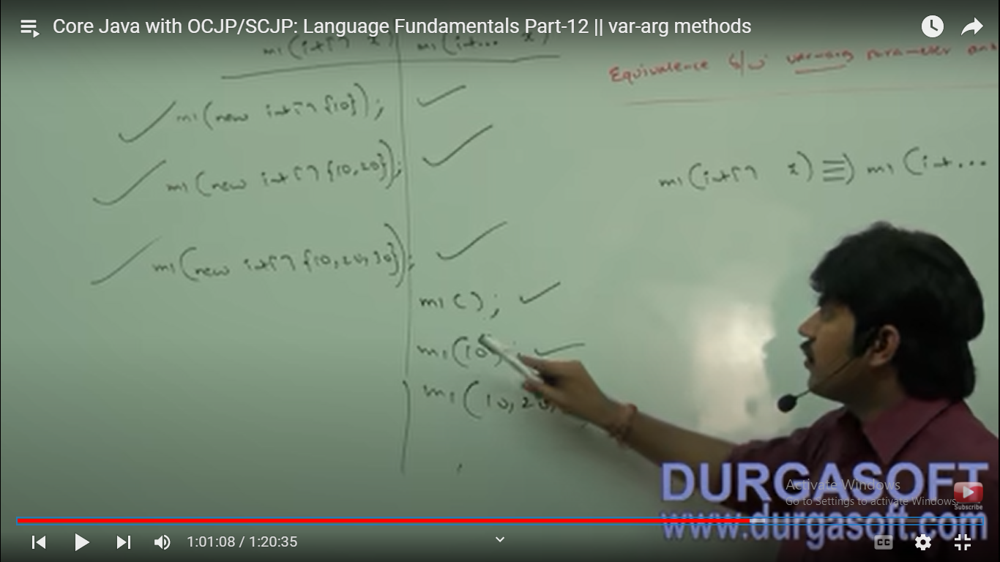 Core Java with OCJP/SCJP: Language Fundamentals Part-12 || var-arg methods
m1(int[] x) m1(int... x)
Equivalence b/w var-arg parameter and
m1(new int[] {10});
m1(new int[] {10,20});
m1(int[] x) ≡) m1(int...
m1(new int[] {10,20,30});
m1();
m1(10);
m1(10,20,
DURGASOFT
Activate Windows
Go to Settings to activate Windows.
Subscribe
www.durgasoft.com
1:01:08 / 1:20:35
CC